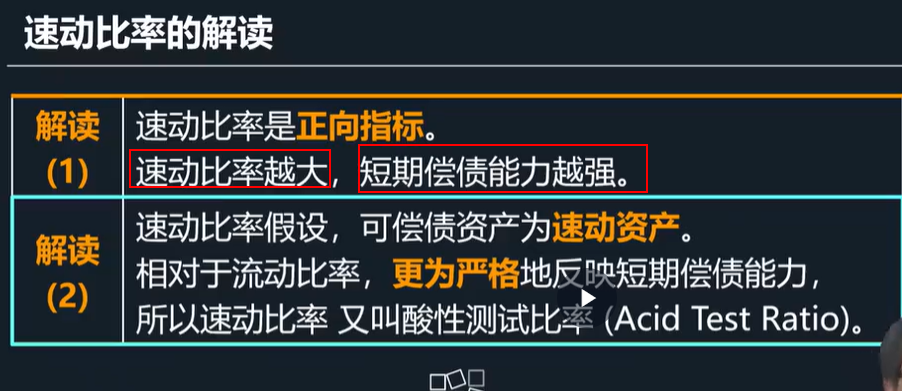 速动比率的解读
解读
(1)
速动比率是正向指标。
速动比率越大，短期偿债能力越强。
解读
(2)
速动比率假设，可偿债资产为速动资产。
相对于流动比率，更为严格地反映短期偿债能力，
所以速动比率 又叫酸性测试比率 (Acid Test Ratio)。